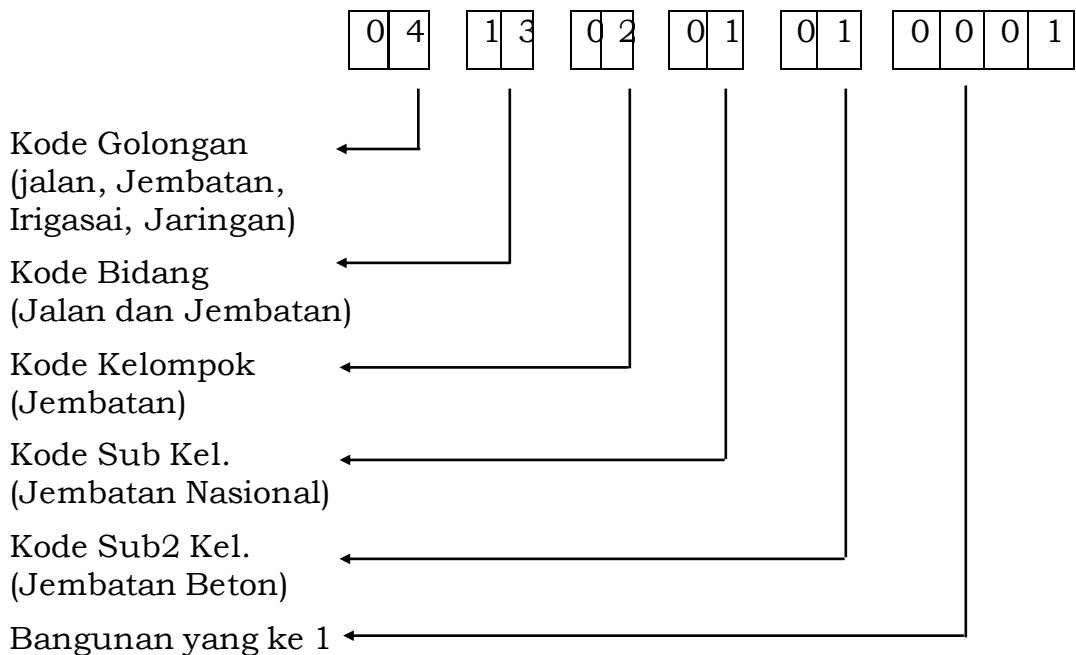 0 4 1 3 0 2 0 1 0 1 0 0 0 1
Kode Golongan
(jalan, Jembatan,
Irigasai, Jaringan)
Kode Bidang
(Jalan dan Jembatan)
Kode Kelompok
(Jembatan)
Kode Sub Kel.
(Jembatan Nasional)
Kode Sub2 Kel.
(Jembatan Beton)
Bangunan yang ke 1